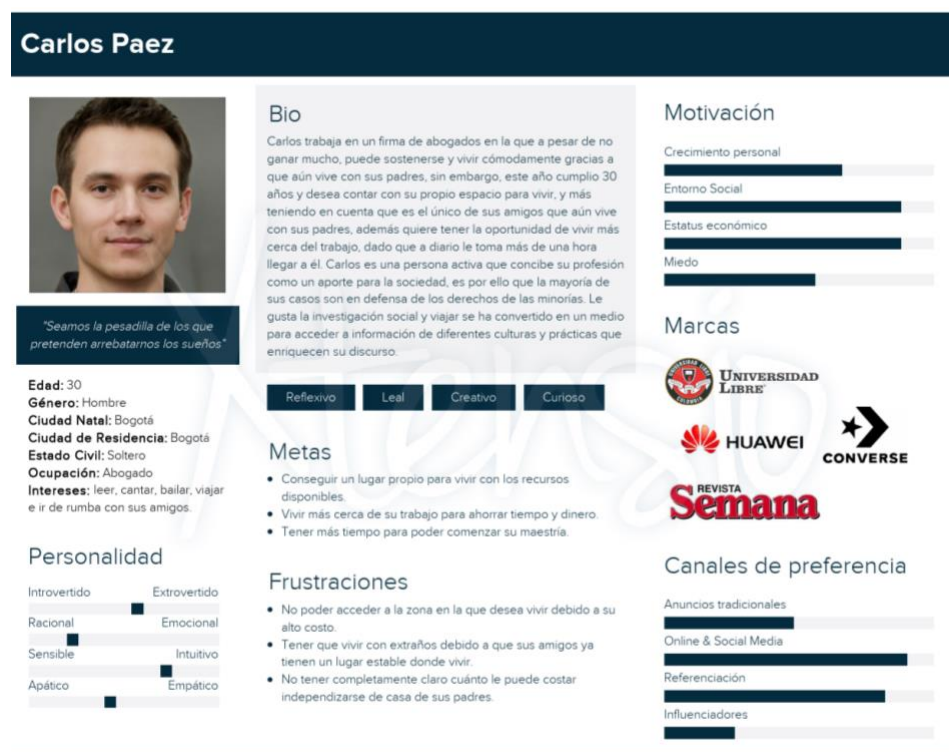 Carlos Paez
"Seamos la pesadilla de los que
pretenden arrebatarnos los sueños"
Edad: 30
Género: Hombre
Ciudad Natal: Bogotá
Ciudad de Residencia: Bogotá
Estado Civil: Soltero
Ocupación: Abogado
Intereses: leer, cantar, bailar, viajar
e ir de rumba con sus amigos.
Personalidad
Introvertido Extrovertido
Racional Emocional
Sensible Intuitivo
Apático Empático
Bio
Carlos trabaja en un firma de abogados en la que a pesar de no
ganar mucho, puede sostenerse y vivir cómodamente gracias a
que aún vive con sus padres, sin embargo, este año cumplio 30
años y desea contar con su propio espacio para vivir, y más
teniendo en cuenta que es el único de sus amigos que aún vive
con sus padres, además quiere tener la oportunidad de vivir más
cerca del trabajo, dado que a diario le toma más de una hora
llegar a él. Carlos es una persona activa que concibe su profesión
como un aporte para la sociedad, es por ello que la mayoría de
sus casos son en defensa de los derechos de las minorías. Le
gusta la investigación social y viajar se ha convertido en un medio
para acceder a información de diferentes culturas y prácticas que
enriquecen su discurso.
Reflexivo Leal Creativo Curioso
Metas
• Conseguir un lugar propio para vivir con los recursos
disponibles.
• Vivir más cerca de su trabajo para ahorrar tiempo y dinero.
• Tener más tiempo para poder comenzar su maestría.
Frustraciones
• No poder acceder a la zona en la que desea vivir debido a su
alto costo.
• Tener que vivir con extraños debido a que sus amigos ya
tienen un lugar estable donde vivir.
• No tener completamente claro cuánto le puede costar
independizarse de casa de sus padres.
Motivación
Crecimiento personal
Entorno Social
Estatus económico
Miedo
Marcas
UNIVERSIDAD LIBRE
COLOMBIA
UNIVERSIDAD
LIBRE
HUAWEI
CONVERSE
REVISTA
Semana
Canales de preferencia
Anuncios tradicionales
Online & Social Media
Referenciación
Influenciadores
Xtensio